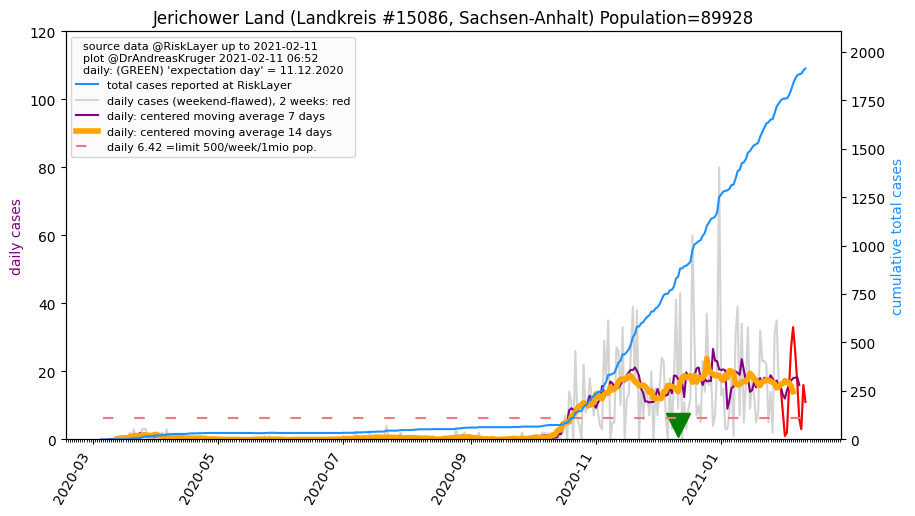 Jerichower Land (Landkreis #15086, Sachsen-Anhalt) Population=89928
source data @RiskLayer up to 2021-02-11
plot @DrAndreasKruger 2021-02-11 06:52
daily: (GREEN) 'expectation day' = 11.12.2020
total cases reported at RiskLayer
daily cases (weekend-flawed), 2 weeks: red
daily: centered moving average 7 days
daily: centered moving average 14 days
daily 6.42 =limit 500/week/1mio pop.
daily cases
120
100
80
60
40
20
0
cumulative total cases
2000
1750
1500
1250
1000
750
500
250
0
2020-03
2020-05
2020-07
2020-09
2020-11
2021-01